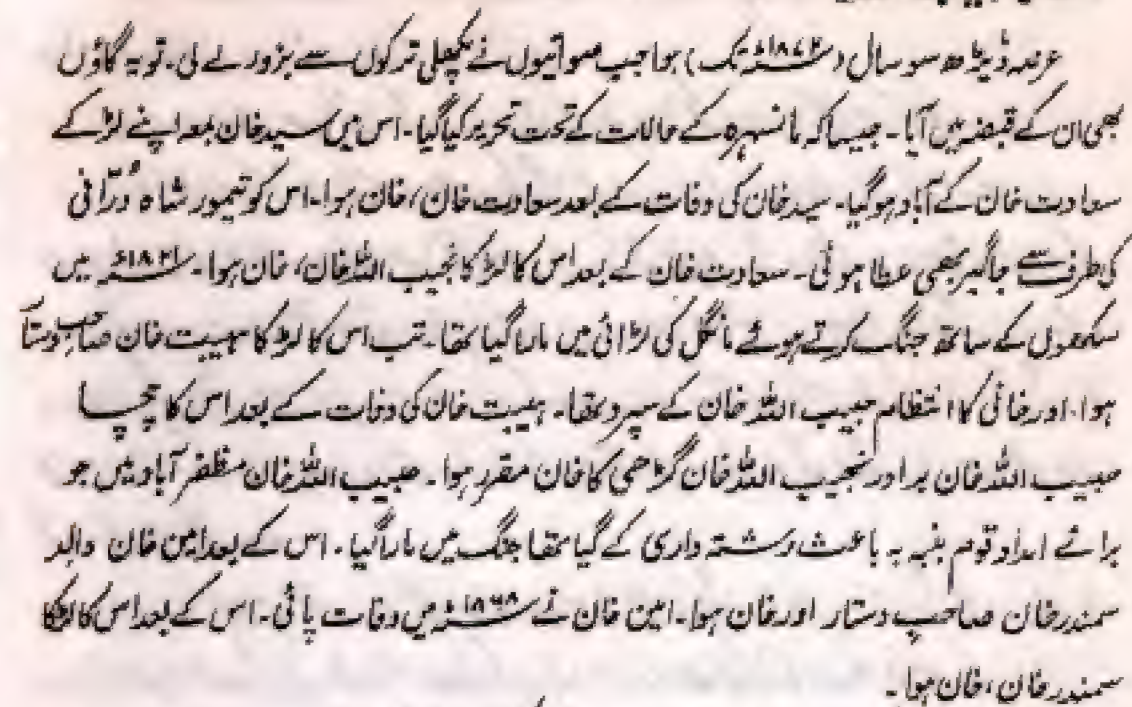 عرصہ ڈیڑھ سو سال (۱۸۷۲ء تک) ہوا جب صواتیوں نے پکھلی ترکوں سے بزور لے لی۔ تو یہ گاؤں
بھی ان کے قبضہ میں آیا۔ جیسا کہ مانسہرہ کے حالات کے تحت تحریر کیا گیا۔ اس میں سید خان بمعہ اپنے لڑکے
سعادت خان کے آباد ہو گیا۔ سید خان کی وفات کے بعد سعادت خان، خان ہوا۔ اس کو تیمور شاہ دُرّانی
کی طرف سے جاگیر بھی عطا ہوئی۔ سعادت خان کے بعد اس کا لڑکا نجیب اللہ خان، خان ہوا۔ ۱۸۲۱ء میں
سکھوں کے ساتھ جنگ کرتے ہوئے مانگل کی لڑائی میں مارا گیا تھا۔ تب اس کا لڑکا ہیبت خان صاحب دستار
ہوا۔ اور خانی کا انتظام حبیب اللہ خان کے سپرد تھا۔ ہیبت خان کی وفات کے بعد اس کا چچا
حبیب اللہ خان برادر نجیب اللہ خان گڑھی کا خان مقرر ہوا۔ حبیب اللہ خان مظفر آباد میں جو
برائے امداد قوم بنبہ بہ باعث رشتہ داری کے گیا تھا جنگ میں مارا گیا۔ اس کے بعد امین خان والد
سمندر خان صاحب دستار اور خان ہوا۔ امین خان نے ۱۸۶۸ء میں وفات پائی۔ اس کے بعد اس کا لڑکا
سمندر خان، خان ہوا۔